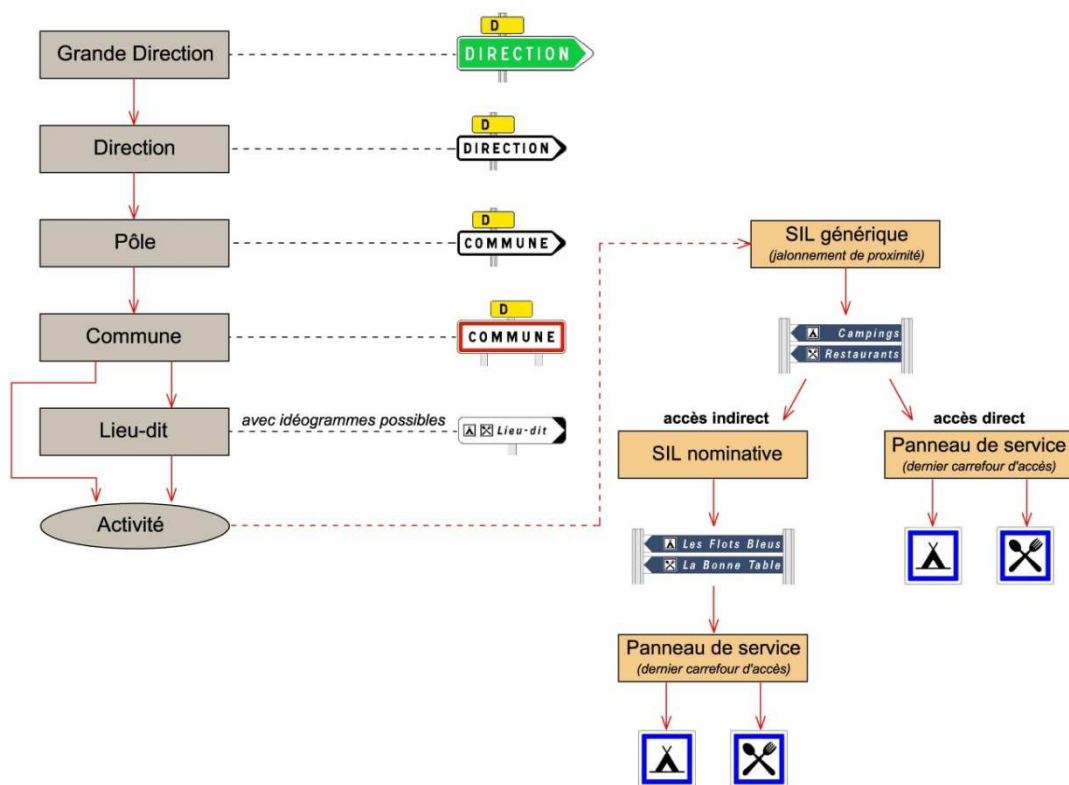 Grande Direction
D
DIRECTION
Direction
D
DIRECTION
Pôle
D
COMMUNE
Commune
D
COMMUNE
Lieu-dit
avec idéogrammes possibles
Lieu-dit
Activité
SIL générique
(jalonnement de proximité)
Campings
Restaurants
accès indirect
SIL nominative
Les Flots Bleus
La Bonne Table
Panneau de service
(dernier carrefour d'accès)
accès direct
Panneau de service
(dernier carrefour d'accès)